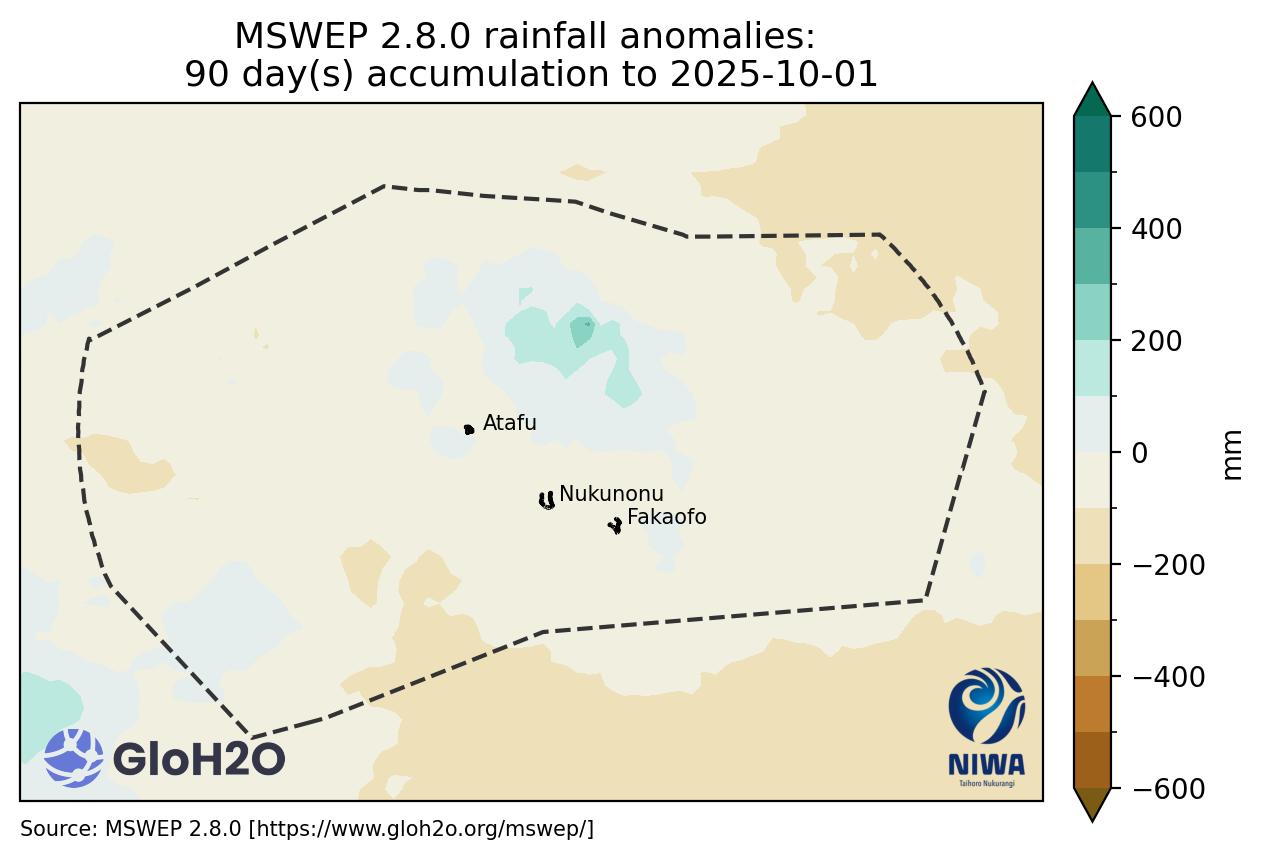 MSWEP 2.8.0 rainfall anomalies:
90 day(s) accumulation to 2025-10-01
600
400
200
0
−200
−400
−600
mm
Atafu
Nukunonu
Fakaofo
GloH2O
NIWA
Taihoro Nukurangi
Source: MSWEP 2.8.0 [https://www.gloh2o.org/mswep/]